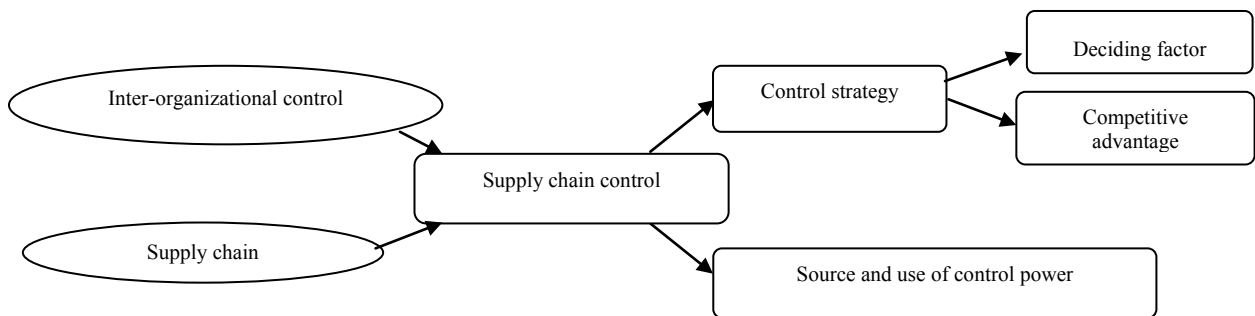 Inter-organizational control
Supply chain
Supply chain control
Control strategy
Deciding factor
Competitive
advantage
Source and use of control power